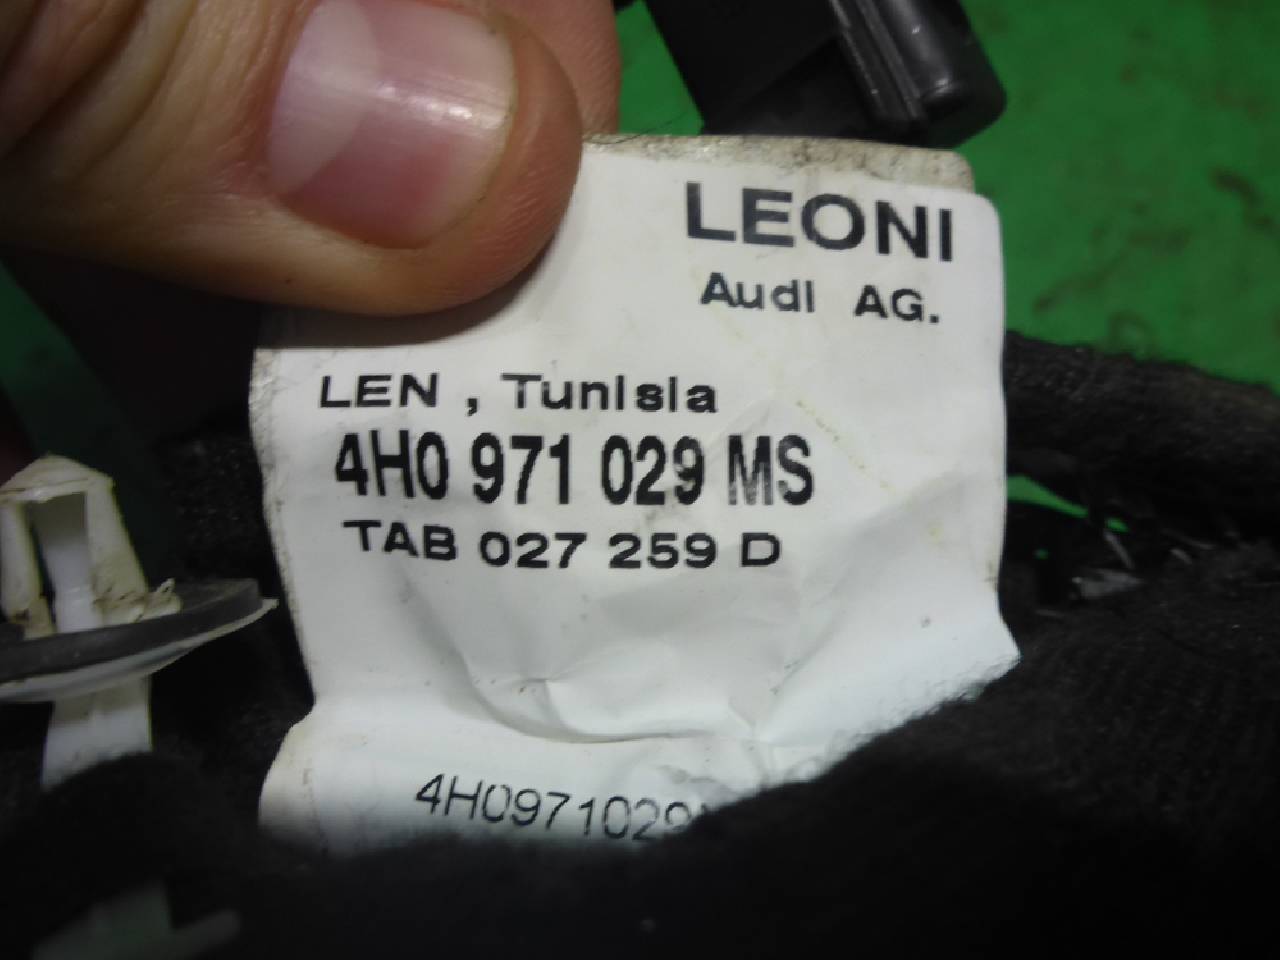 LEONI
Audi AG.
LEN , Tunisia
4H0 971 029 MS
TAB 027 259 D
4H0971029